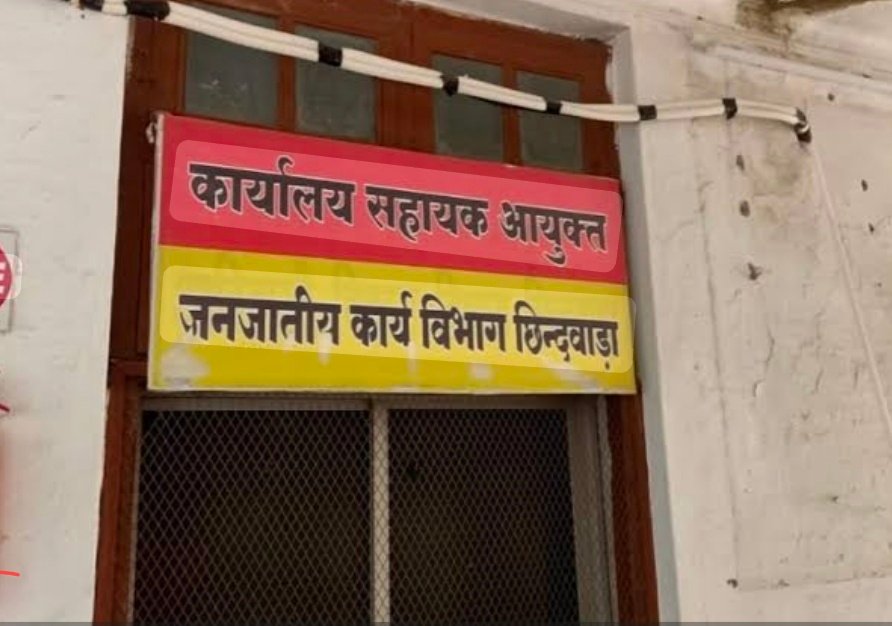 कार्यालय सहायक आयुक्त
जनजातीय कार्य विभाग छिन्दवाड़ा